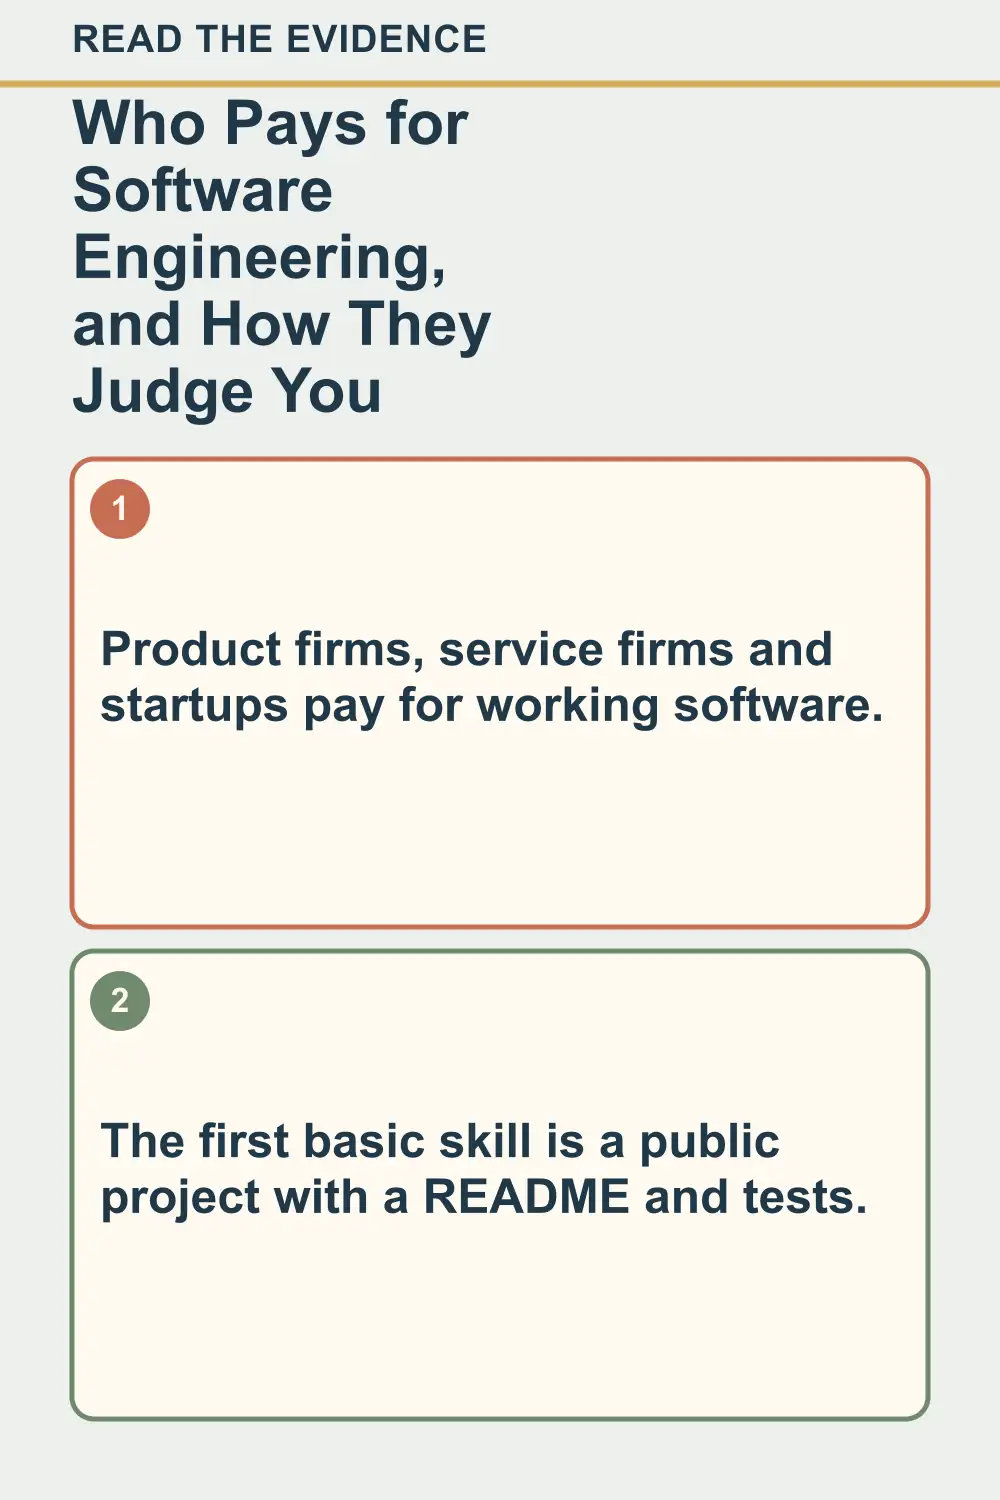 READ THE EVIDENCE
Who Pays for
Software
Engineering,
and How They
Judge You
1
Product firms, service firms and
startups pay for working software.
2
The first basic skill is a public
project with a README and tests.